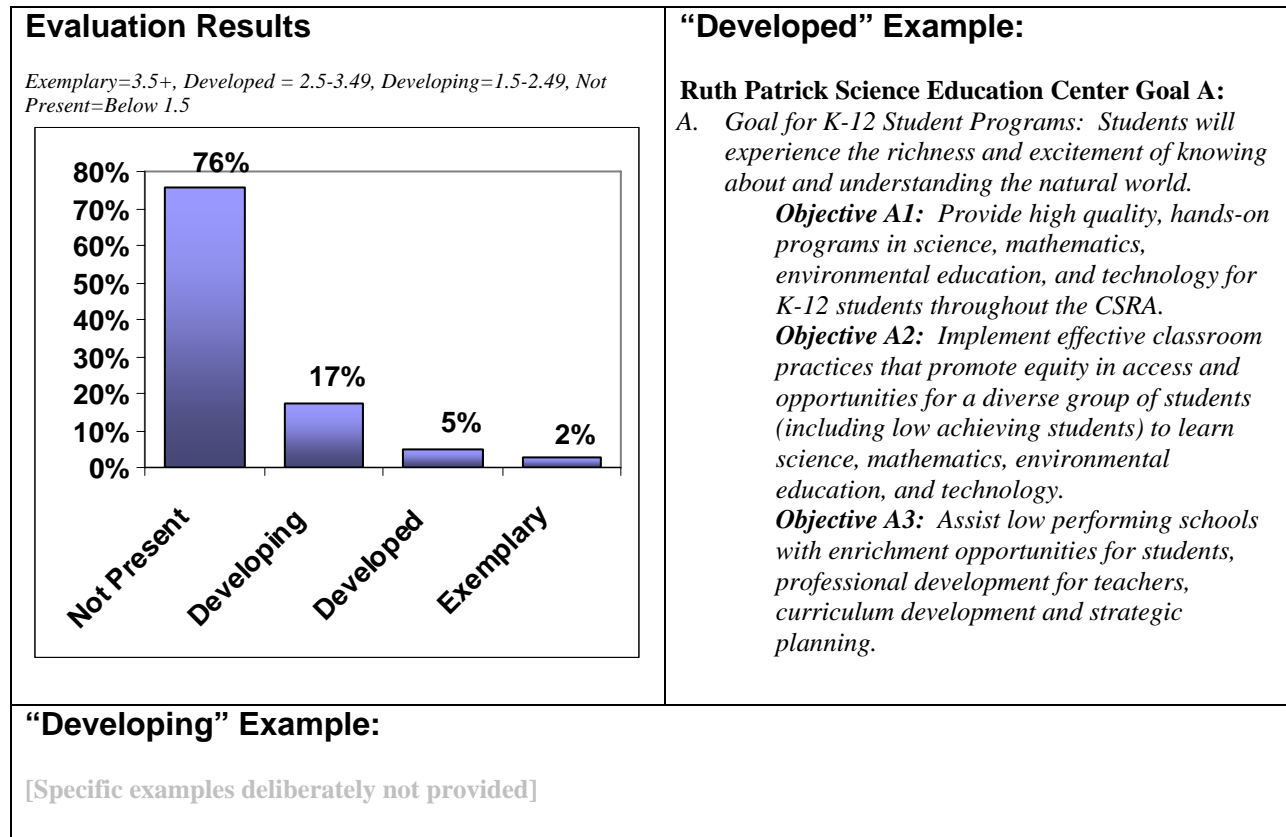 Evaluation Results
Exemplary=3.5+, Developed = 2.5-3.49, Developing=1.5-2.49, Not
Present=Below 1.5
80%
70%
60%
50%
40%
30%
20%
10%
0%
76%
17%
5%
2%
Not Present
Developing
Developed
Exemplary
“Developed” Example:
Ruth Patrick Science Education Center Goal A:
A. Goal for K-12 Student Programs: Students will
experience the richness and excitement of knowing
about and understanding the natural world.
Objective A1: Provide high quality, hands-on
programs in science, mathematics,
environmental education, and technology for
K-12 students throughout the CSRA.
Objective A2: Implement effective classroom
practices that promote equity in access and
opportunities for a diverse group of students
(including low achieving students) to learn
science, mathematics, environmental
education, and technology.
Objective A3: Assist low performing schools
with enrichment opportunities for students,
professional development for teachers,
curriculum development and strategic
planning.
“Developing” Example:
[Specific examples deliberately not provided]